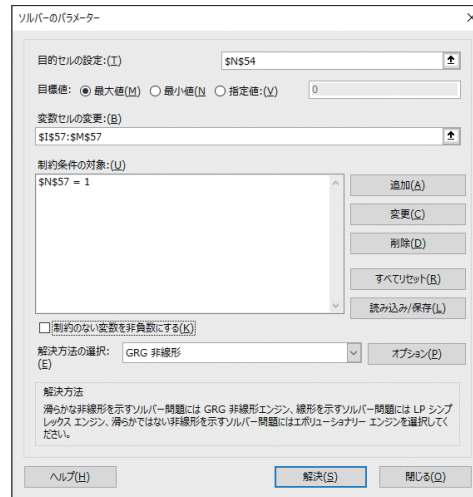 ソルバーのパラメーター
目的セルの設定:(T) $N$54
目標値: 最大値(M) 最小値(N 指定値:(V) 0
変数セルの変更:(B)
$I$57:$M$57
制約条件の対象:(U)
$N$57 = 1
追加(A)
変更(C)
削除(D)
すべてリセット(R)
読み込み/保存(L)
制約のない変数を非負数にする(K)
解決方法の選択: GRG 非線形 オプション(P)
(E)
解決方法
滑らかな非線形を示すソルバー問題には GRG 非線形エンジン、線形を示すソルバー問題には LP シンプ
レックス エンジン、滑らかではない非線形を示すソルバー問題にはエボリューショナリー エンジンを選択してく
ださい。
ヘルプ(H) 解決(S) 閉じる(O)